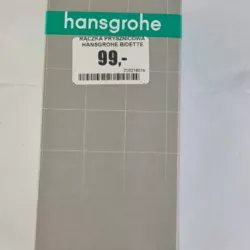 hansgrohe
RĄCZKA PRYSZNICOWA
HANSGROHE BIDETTE
99,-